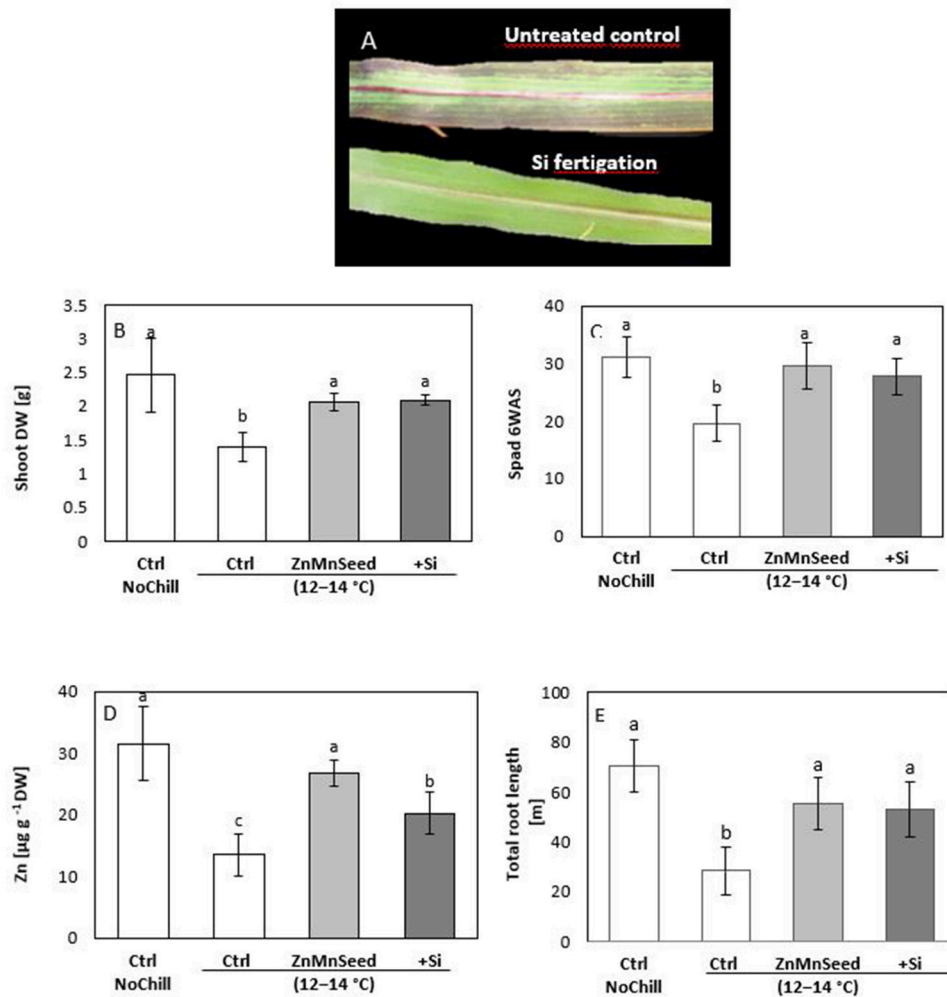 A
Untreated control
Si fertigation
B
Shoot DW [g]
3.5
3
2.5
2
1.5
1
0.5
0
a
b
a
a
Ctrl
NoChill
Ctrl
ZnMnSeed
+Si
(12–14 °C)
C
Spad 6WAS
40
30
20
10
0
a
b
a
a
Ctrl
NoChill
Ctrl
ZnMnSeed
+Si
(12–14 °C)
D
Zn [µg g⁻¹DW]
40
30
20
10
0
a
c
a
b
Ctrl
NoChill
Ctrl
ZnMnSeed
+Si
(12–14 °C)
E
Total root length
[m]
100
80
60
40
20
0
a
b
a
a
Ctrl
NoChill
Ctrl
ZnMnSeed
+Si
(12–14 °C)